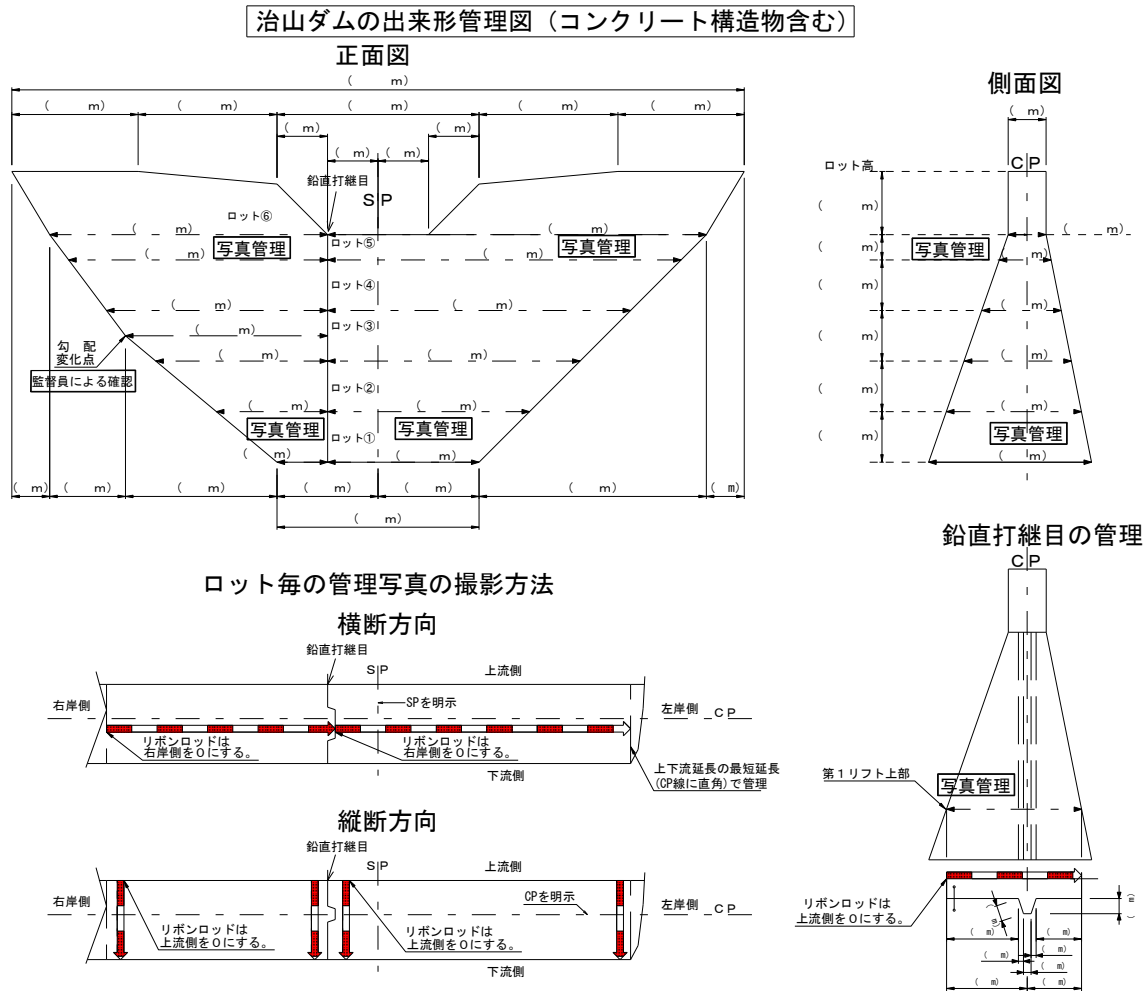 治山ダムの出来形管理図（コンクリート構造物含む）
正面図
(　　m)
(　　m)　(　　m)　(　　m)　(　　m)　(　　m)
(　m)　(　m)
(　m)　(　m)
鉛直打継目
SP
ロット⑥
(　　m)　(　　m)
写真管理　ロット⑤　写真管理
(　　m)　(　　m)
ロット④
(　　m)　(　　m)
ロット③
(　　m)
勾　配
変化点
監督員による確認
(　　m)　(　　m)
ロット②
(　　m)　(　　m)
写真管理　ロット①　写真管理
(　　m)　(　　m)
(　m)　(　m)　(　　m)　(　　m)　(　　m)　(　　m)　(　m)
(　　m)
側面図
(　　m)
CP
ロット高
(　　m)
(　　m)
写真管理
(　　m)　(　　m)
(　　m)　(　　m)
(　　m)　(　　m)
(　　m)　(　　m)
(　　m)
写真管理
(　　m)
ロット毎の管理写真の撮影方法
横断方向
鉛直打継目
SP
上流側
右岸側
SPを明示
左岸側
CP
リボンロッドは
右岸側を０にする。
リボンロッドは
右岸側を０にする。
下流側
上下流延長の最短延長
(CP線に直角)で管理
縦断方向
鉛直打継目
SP
上流側
右岸側
CPを明示
左岸側
CP
リボンロッドは
上流側を０にする。
リボンロッドは
上流側を０にする。
下流側
鉛直打継目の管理
CP
第１リフト上部
写真管理
リボンロッドは
上流側を０にする。
(　m)
(　m)
(　m)　(　m)
(　m)　(　m)
(　m)
(　m)　(　m)